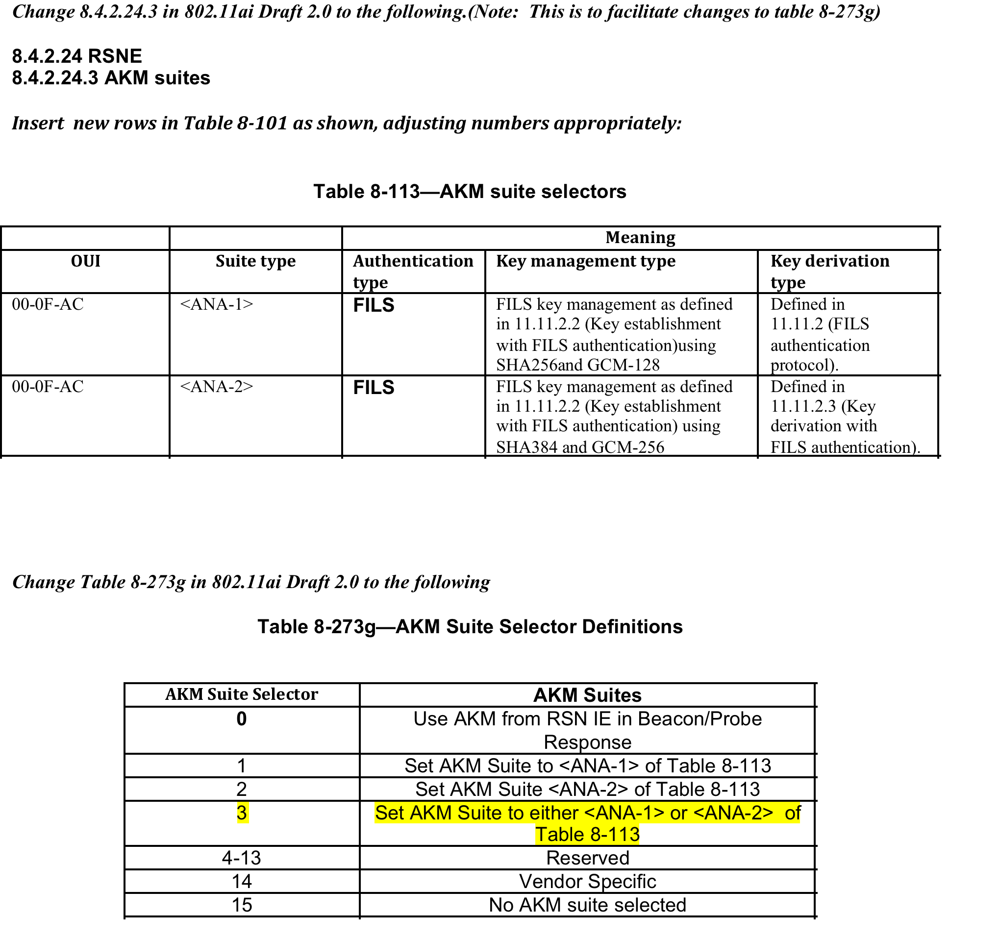 Change 8.4.2.24.3 in 802.11ai Draft 2.0 to the following.(Note:  This is to facilitate changes to table 8-273g)
8.4.2.24 RSNE
8.4.2.24.3 AKM suites
Insert  new rows in Table 8-101 as shown, adjusting numbers appropriately:
Table 8-113—AKM suite selectors
Meaning
OUI Suite type Authentication Key management type Key derivation
type type
00-0F-AC <ANA-1> FILS FILS key management as defined Defined in
in 11.11.2.2 (Key establishment 11.11.2 (FILS
with FILS authentication)using authentication
SHA256and GCM-128 protocol).
00-0F-AC <ANA-2> FILS FILS key management as defined Defined in
in 11.11.2.2 (Key establishment 11.11.2.3 (Key
with FILS authentication) using derivation with
SHA384 and GCM-256 FILS authentication).
Change Table 8-273g in 802.11ai Draft 2.0 to the following
Table 8-273g—AKM Suite Selector Definitions
AKM Suite Selector AKM Suites
0 Use AKM from RSN IE in Beacon/Probe
Response
1 Set AKM Suite to <ANA-1> of Table 8-113
2 Set AKM Suite <ANA-2> of Table 8-113
3 Set AKM Suite to either <ANA-1> or <ANA-2>  of
Table 8-113
4-13 Reserved
14 Vendor Specific
15 No AKM suite selected